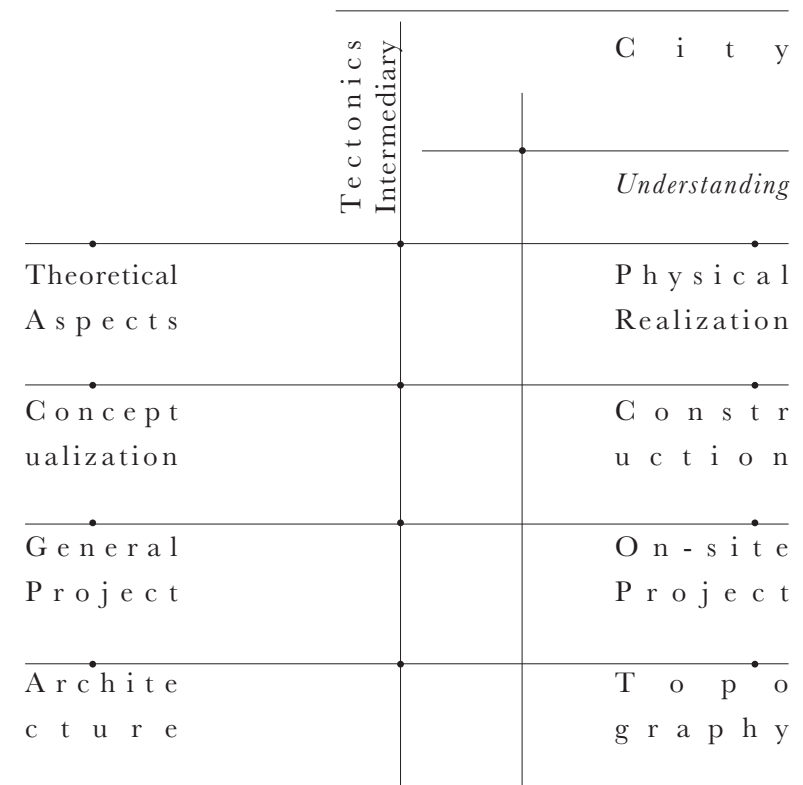 Tectonics
Intermediary
City
Understanding
Theoretical
Aspects
Physical
Realization
Concept
ualization
Constr
uction
General
Project
On-site
Project
Archite
cture
Topo
graphy